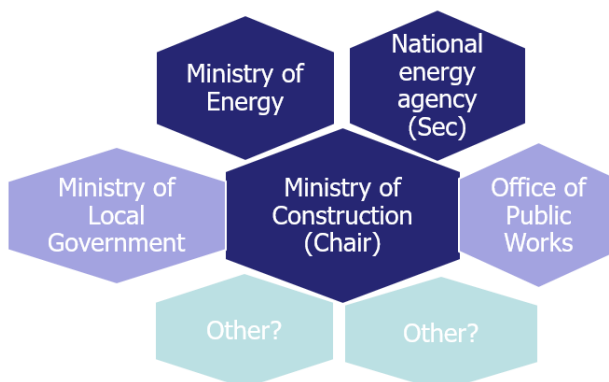 Ministry of
Energy
National
energy
agency
(Sec)
Ministry of
Local
Government
Ministry of
Construction
(Chair)
Office of
Public
Works
Other?
Other?